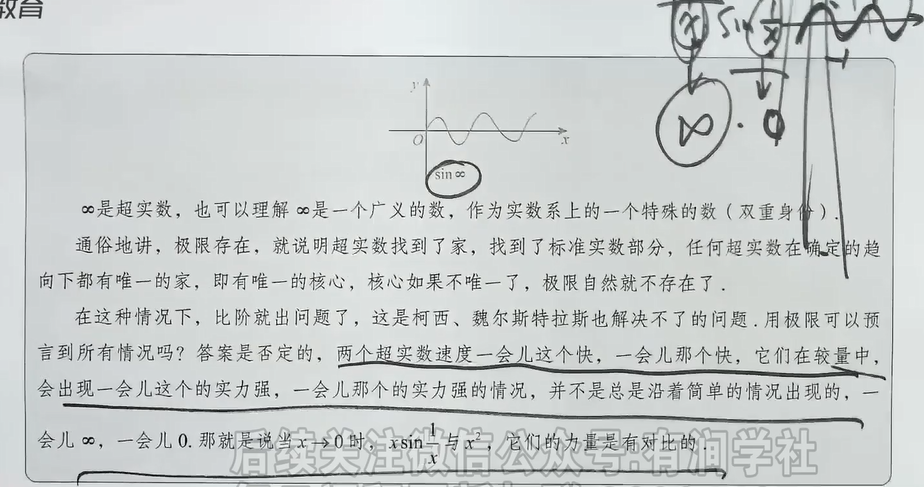 教育
x sin 1/x
∞ · 0
y
O
x
sin ∞
∞是超实数，也可以理解 ∞是一个广义的数，作为实数系上的一个特殊的数（双重身份）.
通俗地讲，极限存在，就说明超实数找到了家，找到了标准实数部分，任何超实数在确定的趋
向下都有唯一的家，即有唯一的核心，核心如果不唯一了，极限自然就不存在了.
在这种情况下，比阶就出问题了，这是柯西、魏尔斯特拉斯也解决不了的问题. 用极限可以预
言到所有情况吗？答案是否定的，两个超实数速度一会儿这个快，一会儿那个快，它们在较量中，
会出现一会儿这个的实力强，一会儿那个的实力强的情况，并不是总是沿着简单的情况出现的，一
会儿 ∞，一会儿 0. 那就是说当 x→0 时，x sin 1/x 与 x²，它们的力量是有对比的.
后续关注微信公众号:有润学社